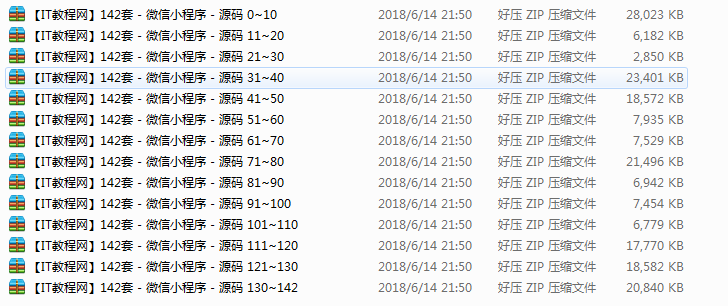 【IT教程网】142套 - 微信小程序 - 源码 0~10 2018/6/14 21:50 好压 ZIP 压缩文件 28,023 KB
【IT教程网】142套 - 微信小程序 - 源码 11~20 2018/6/14 21:50 好压 ZIP 压缩文件 6,182 KB
【IT教程网】142套 - 微信小程序 - 源码 21~30 2018/6/14 21:50 好压 ZIP 压缩文件 2,850 KB
【IT教程网】142套 - 微信小程序 - 源码 31~40 2018/6/14 21:50 好压 ZIP 压缩文件 23,401 KB
【IT教程网】142套 - 微信小程序 - 源码 41~50 2018/6/14 21:50 好压 ZIP 压缩文件 18,572 KB
【IT教程网】142套 - 微信小程序 - 源码 51~60 2018/6/14 21:50 好压 ZIP 压缩文件 7,935 KB
【IT教程网】142套 - 微信小程序 - 源码 61~70 2018/6/14 21:50 好压 ZIP 压缩文件 7,529 KB
【IT教程网】142套 - 微信小程序 - 源码 71~80 2018/6/14 21:50 好压 ZIP 压缩文件 21,496 KB
【IT教程网】142套 - 微信小程序 - 源码 81~90 2018/6/14 21:50 好压 ZIP 压缩文件 6,942 KB
【IT教程网】142套 - 微信小程序 - 源码 91~100 2018/6/14 21:50 好压 ZIP 压缩文件 7,454 KB
【IT教程网】142套 - 微信小程序 - 源码 101~110 2018/6/14 21:50 好压 ZIP 压缩文件 6,779 KB
【IT教程网】142套 - 微信小程序 - 源码 111~120 2018/6/14 21:50 好压 ZIP 压缩文件 17,770 KB
【IT教程网】142套 - 微信小程序 - 源码 121~130 2018/6/14 21:50 好压 ZIP 压缩文件 18,582 KB
【IT教程网】142套 - 微信小程序 - 源码 130~142 2018/6/14 21:50 好压 ZIP 压缩文件 20,840 KB